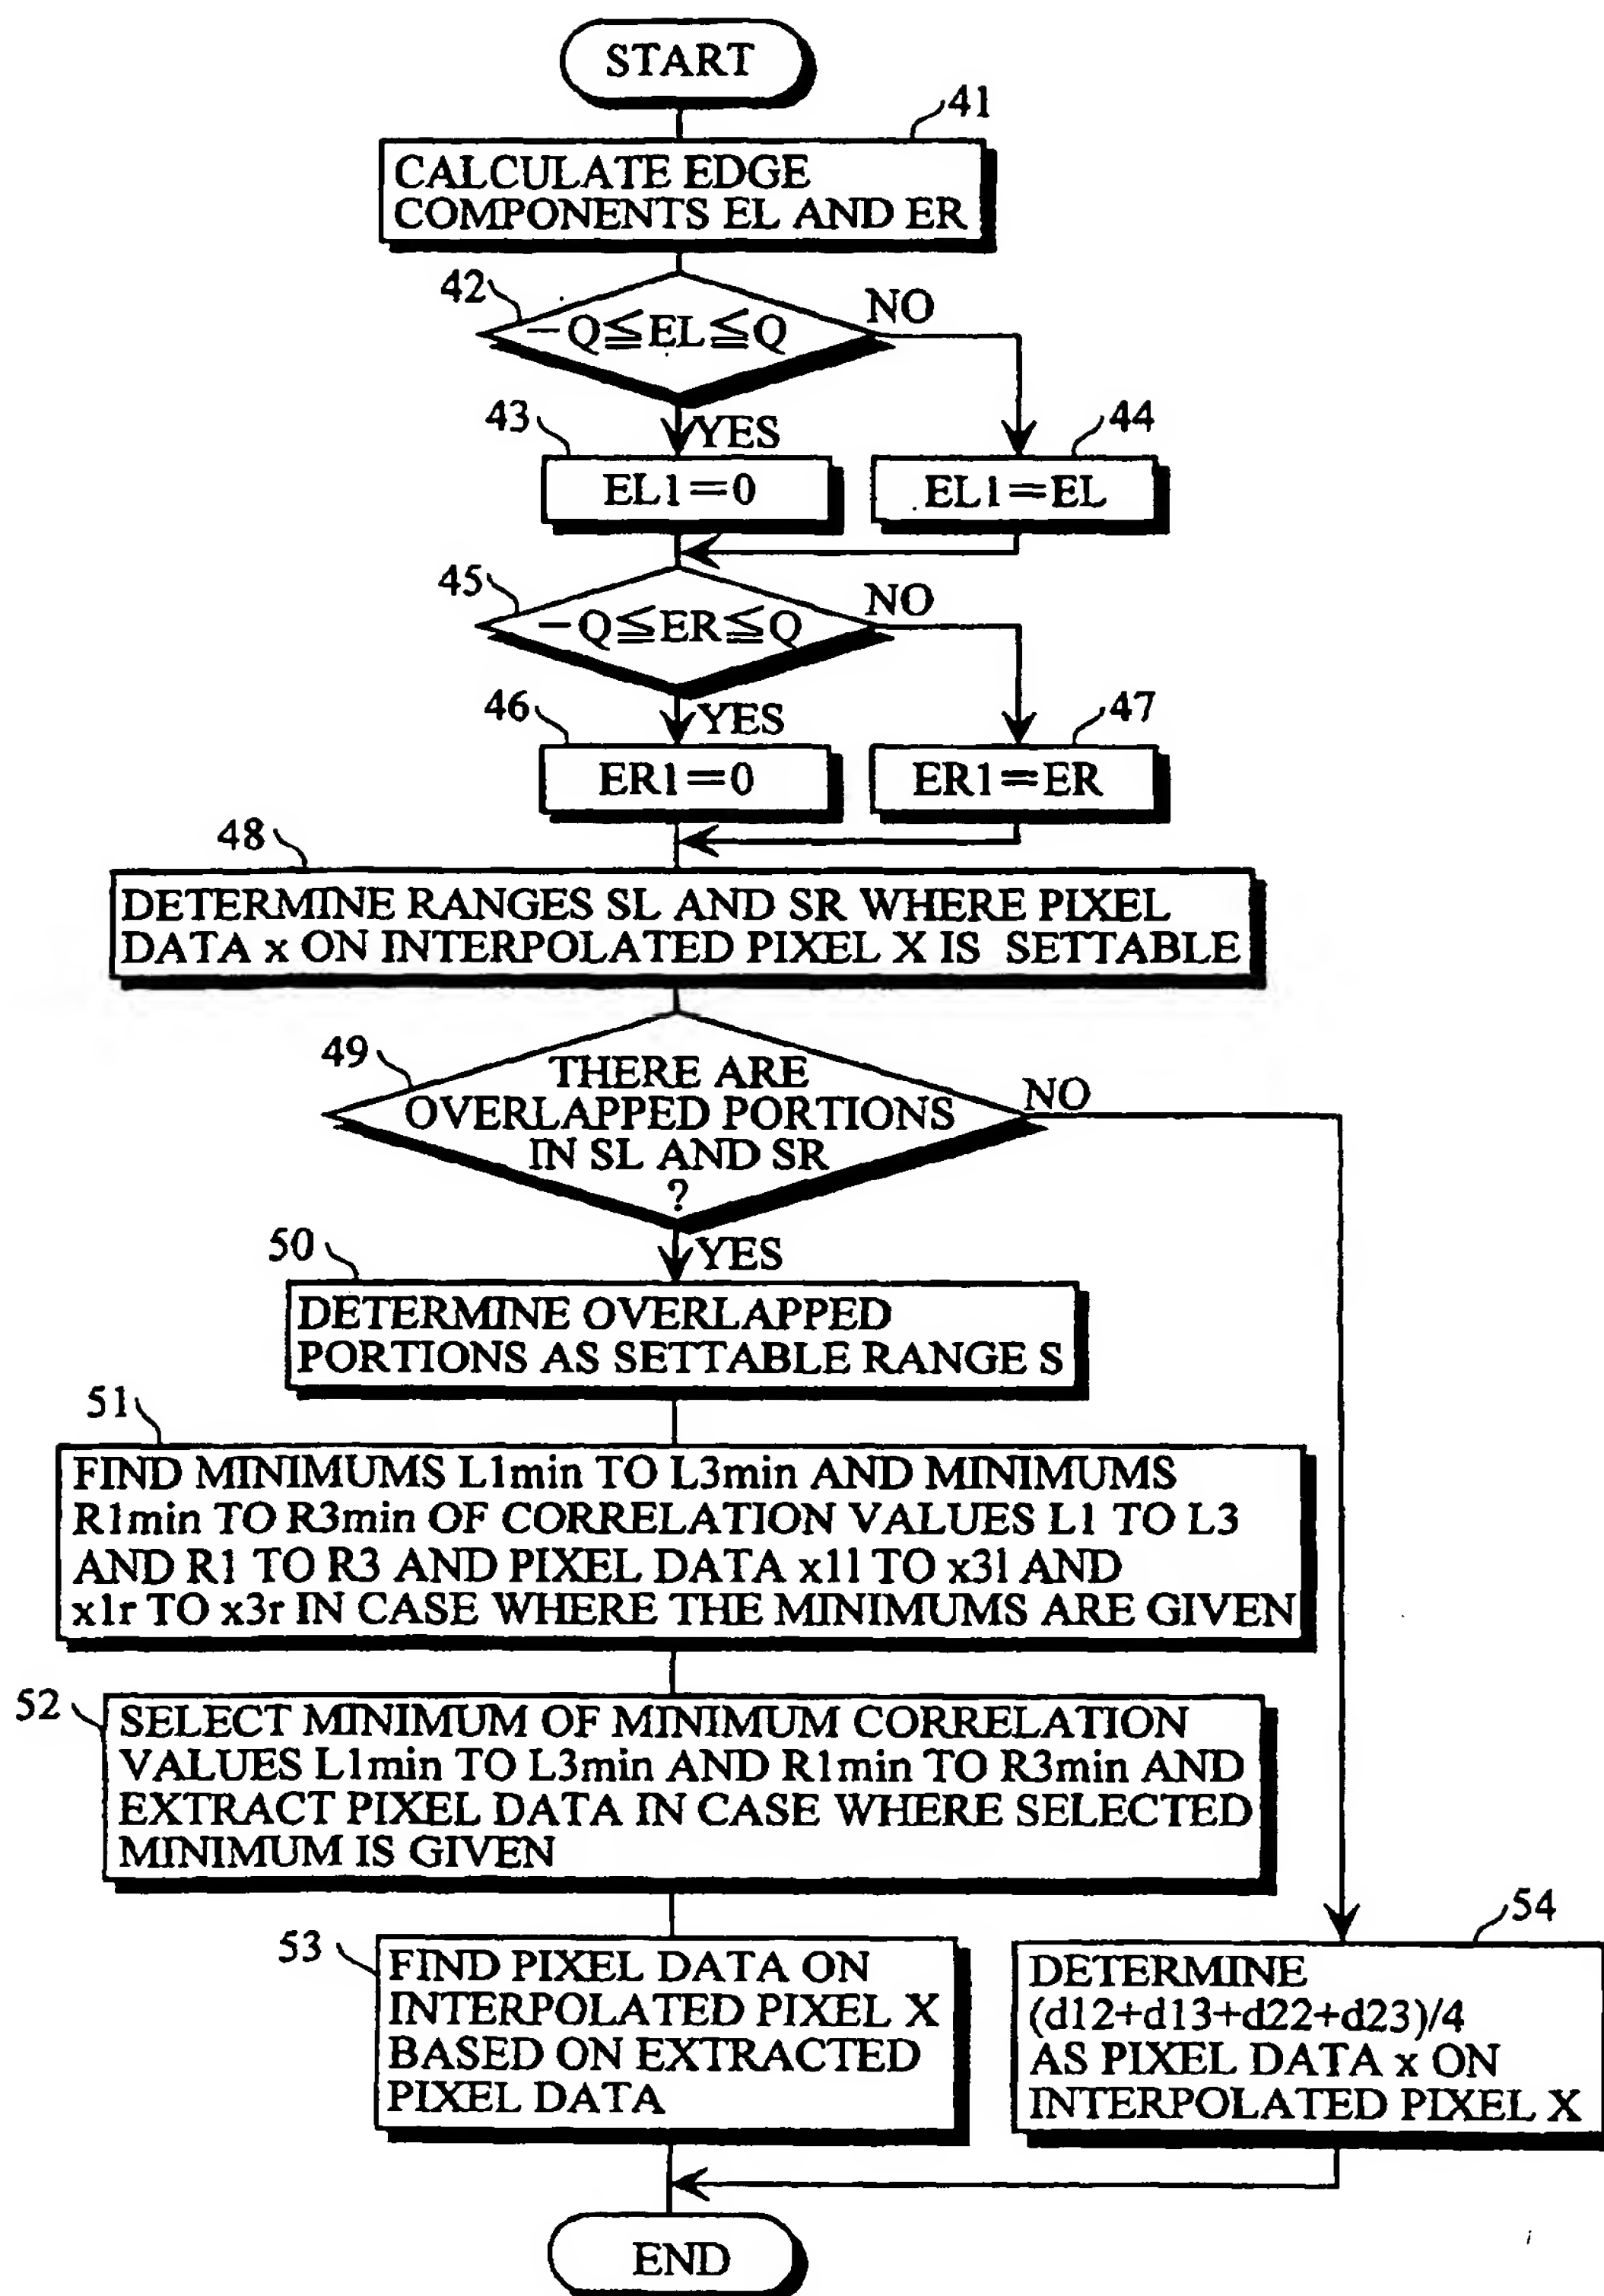 START
41
CALCULATE EDGE
COMPONENTS EL AND ER
42
−Q≦EL≦Q
NO
43
YES
44
EL1=0
EL1=EL
45
−Q≦ER≦Q
NO
46
YES
47
ER1=0
ER1=ER
48
DETERMINE RANGES SL AND SR WHERE PIXEL
DATA x ON INTERPOLATED PIXEL X IS SETTABLE
49
THERE ARE
OVERLAPPED PORTIONS
IN SL AND SR
?
NO
50
YES
DETERMINE OVERLAPPED
PORTIONS AS SETTABLE RANGE S
51
FIND MINIMUMS L1min TO L3min AND MINIMUMS
R1min TO R3min OF CORRELATION VALUES L1 TO L3
AND R1 TO R3 AND PIXEL DATA x1l TO x3l AND
x1r TO x3r IN CASE WHERE THE MINIMUMS ARE GIVEN
52
SELECT MINIMUM OF MINIMUM CORRELATION
VALUES L1min TO L3min AND R1min TO R3min AND
EXTRACT PIXEL DATA IN CASE WHERE SELECTED
MINIMUM IS GIVEN
53
FIND PIXEL DATA ON
INTERPOLATED PIXEL X
BASED ON EXTRACTED
PIXEL DATA
54
DETERMINE
(d12+d13+d22+d23)/4
AS PIXEL DATA x ON
INTERPOLATED PIXEL X
END